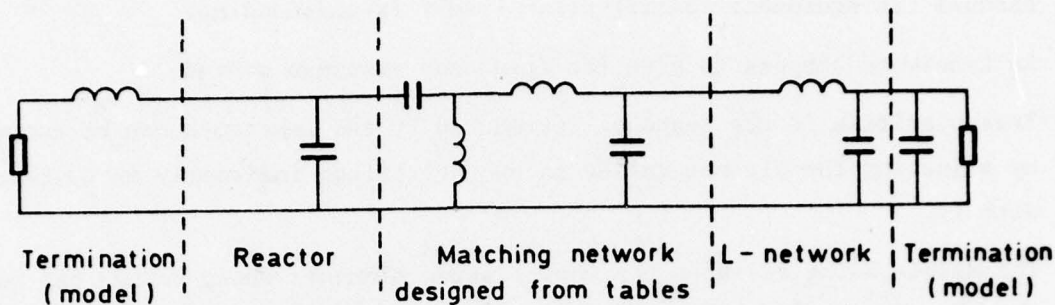 Termination
(model)
Reactor
Matching network
designed from tables
L-network
Termination
(model)